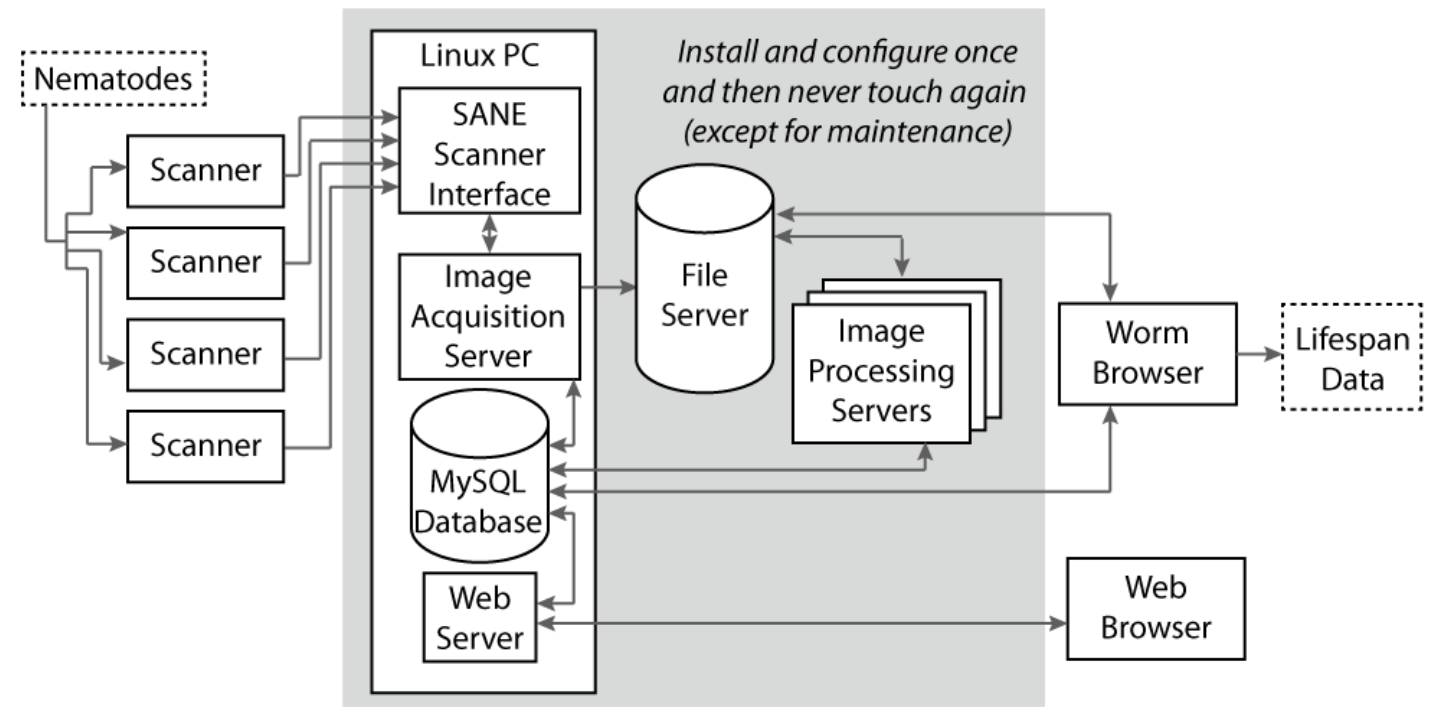 Nematodes
Scanner
Scanner
Scanner
Scanner
Linux PC
SANE
Scanner
Interface
Image
Acquisition
Server
MySQL
Database
Web
Server
Install and configure once
and then never touch again
(except for maintenance)
File
Server
Image
Processing
Servers
Worm
Browser
Lifespan
Data
Web
Browser